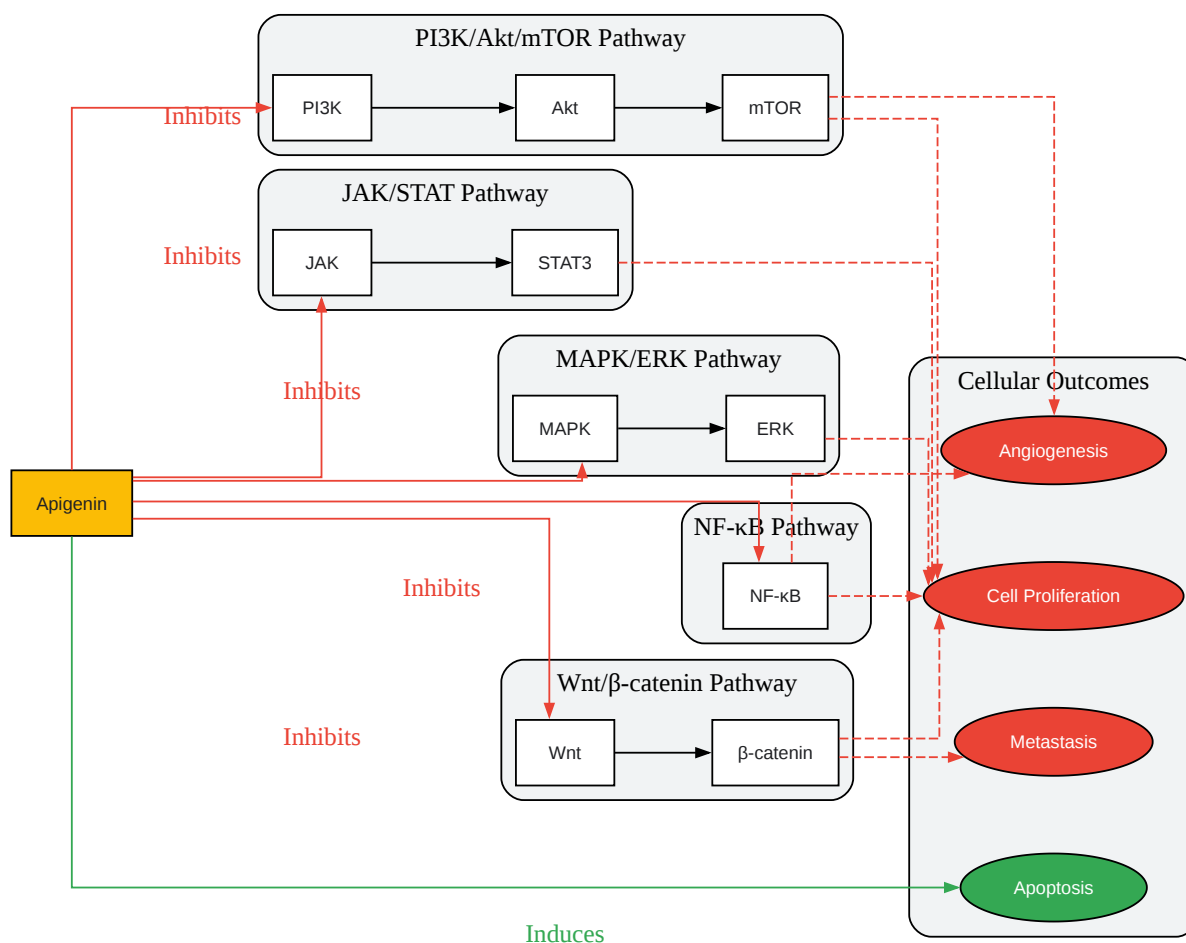 PI3K/Akt/mTOR Pathway
PI3K
Akt
mTOR
Inhibits
JAK/STAT Pathway
Inhibits
JAK
STAT3
MAPK/ERK Pathway
Inhibits
MAPK
ERK
Cellular Outcomes
Angiogenesis
Apigenin
NF-κB Pathway
NF-κB
Inhibits
Cell Proliferation
Wnt/β-catenin Pathway
Inhibits
Wnt
β-catenin
Metastasis
Apoptosis
Induces